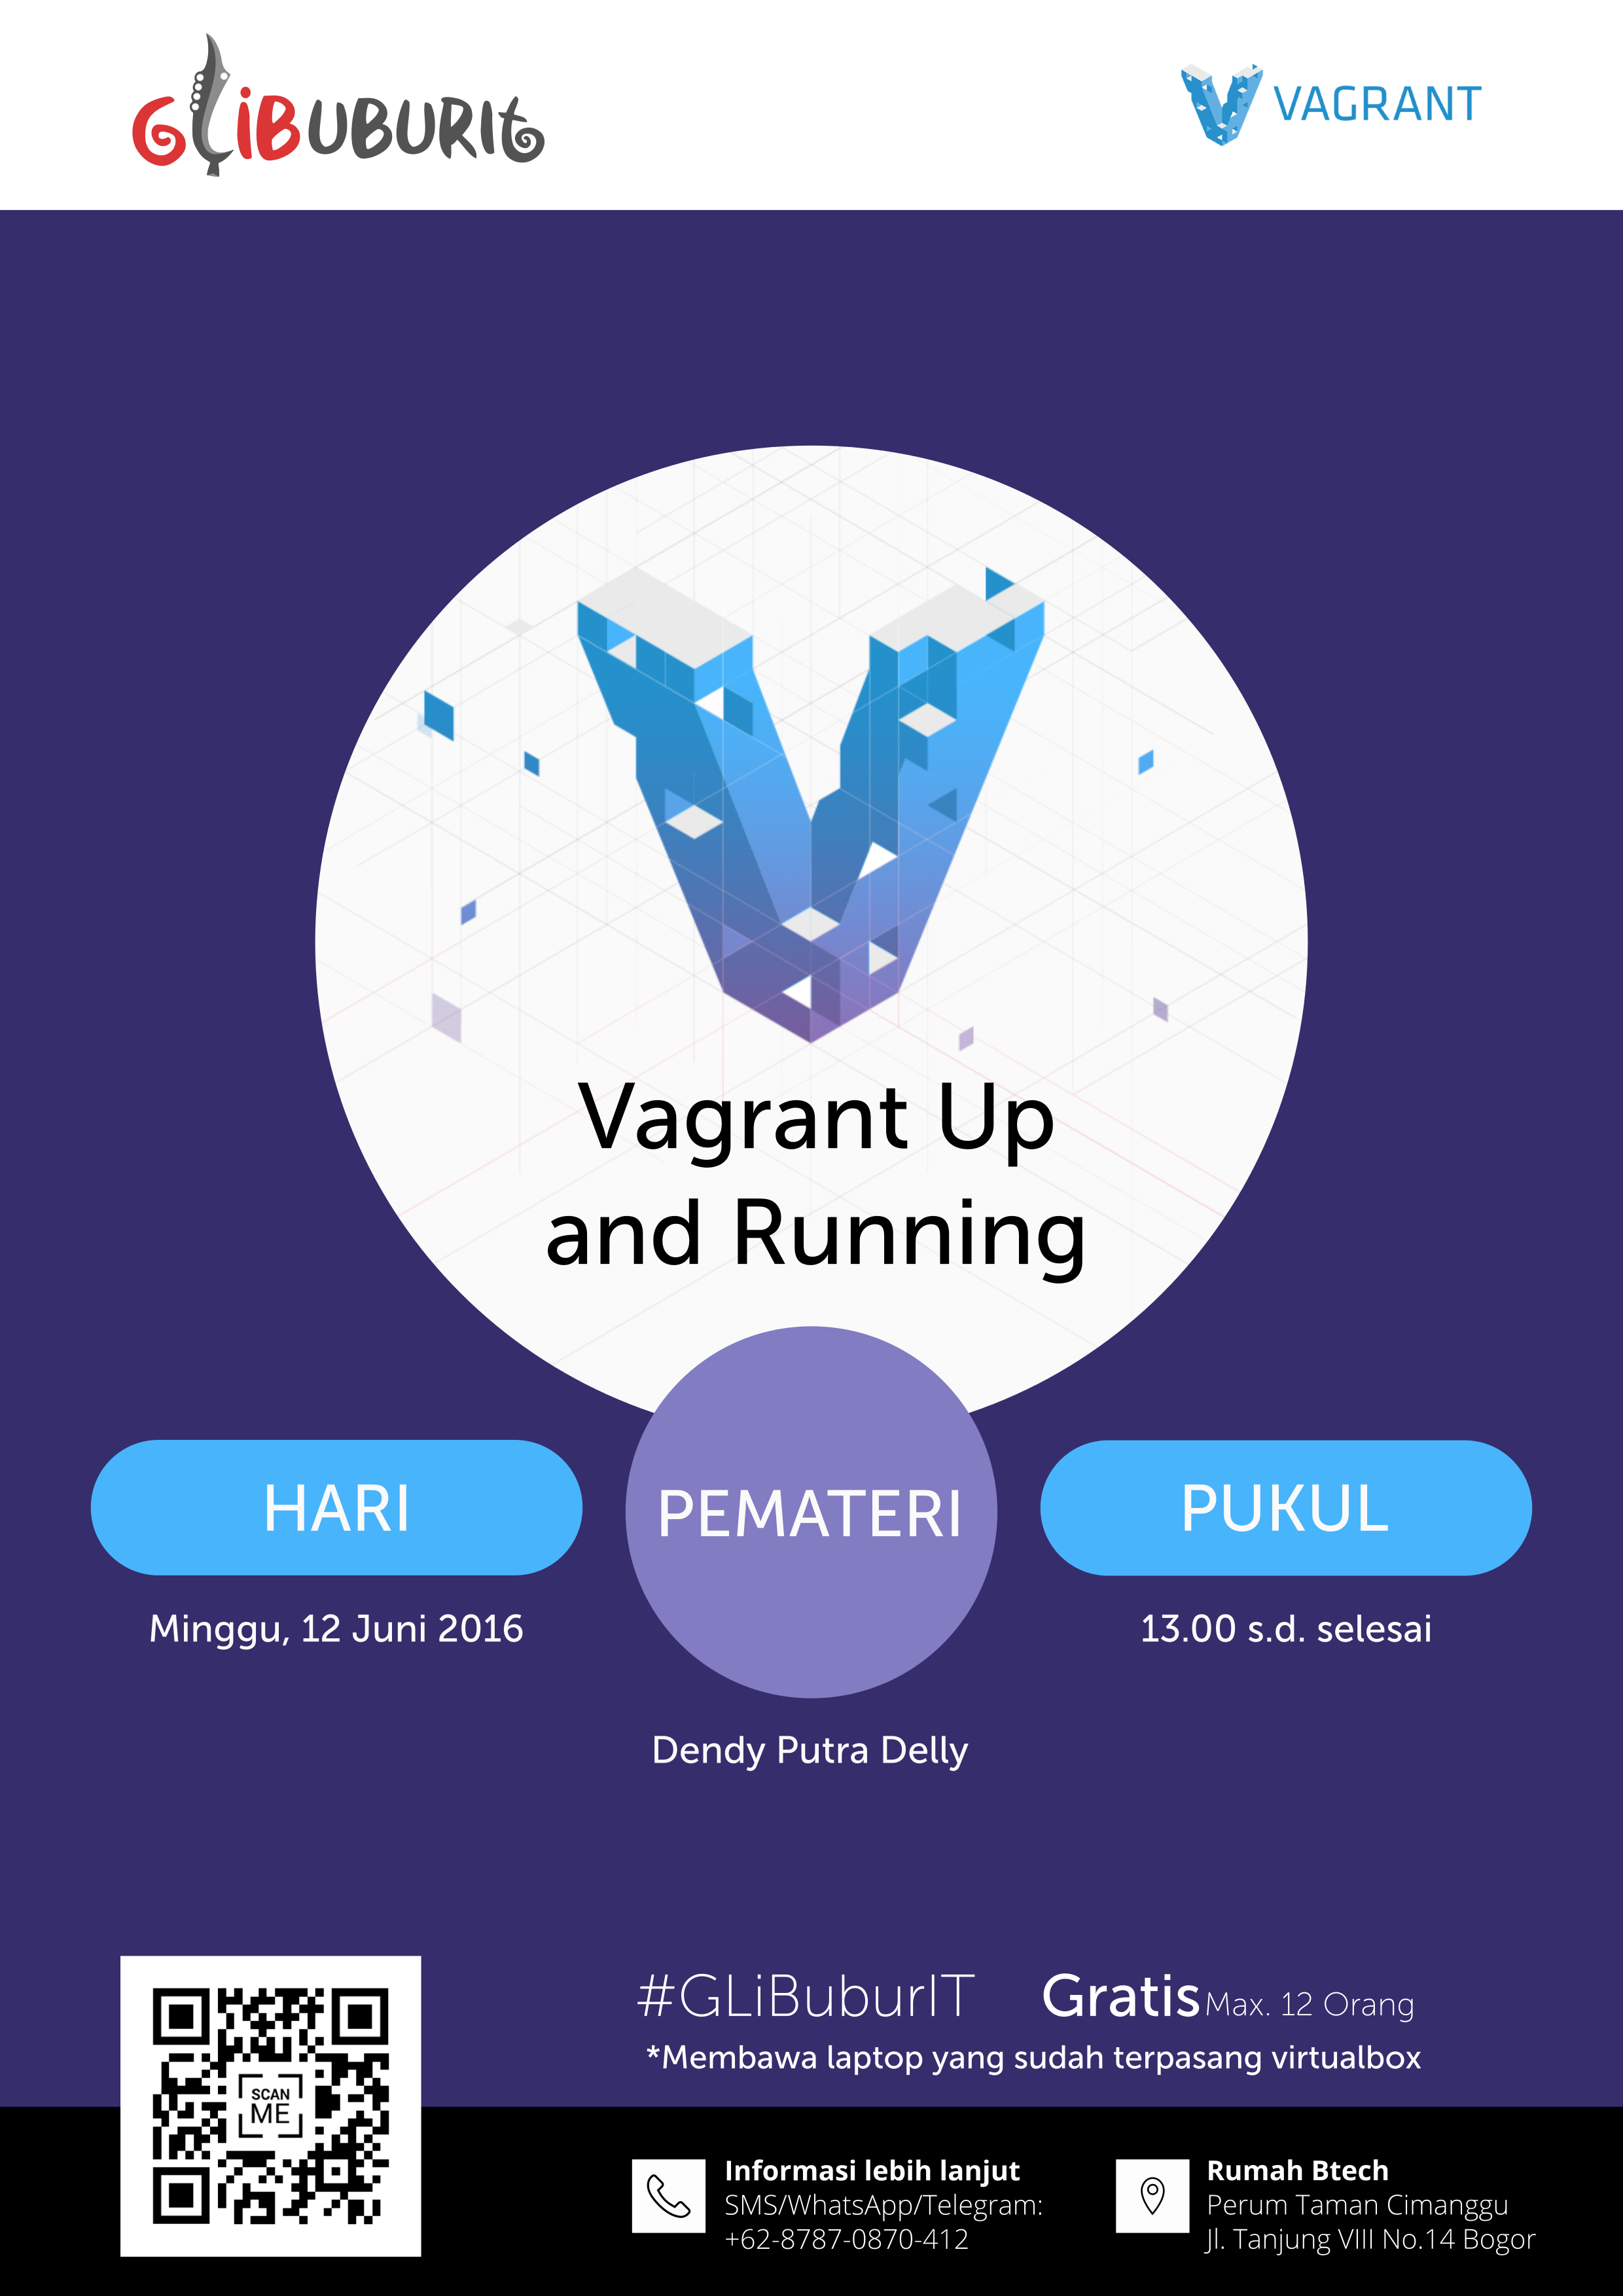 GLiBUBURIt
VAGRANT
Vagrant Up
and Running
HARI
PEMATERI
PUKUL
Minggu, 12 Juni 2016
13.00 s.d. selesai
Dendy Putra Delly
#GLiBuburIT
Gratis Max. 12 Orang
*Membawa laptop yang sudah terpasang virtualbox
SCAN
ME
Informasi lebih lanjut
SMS/WhatsApp/Telegram:
+62-8787-0870-412
Rumah Btech
Perum Taman Cimanggu
Jl. Tanjung VIII No.14 Bogor